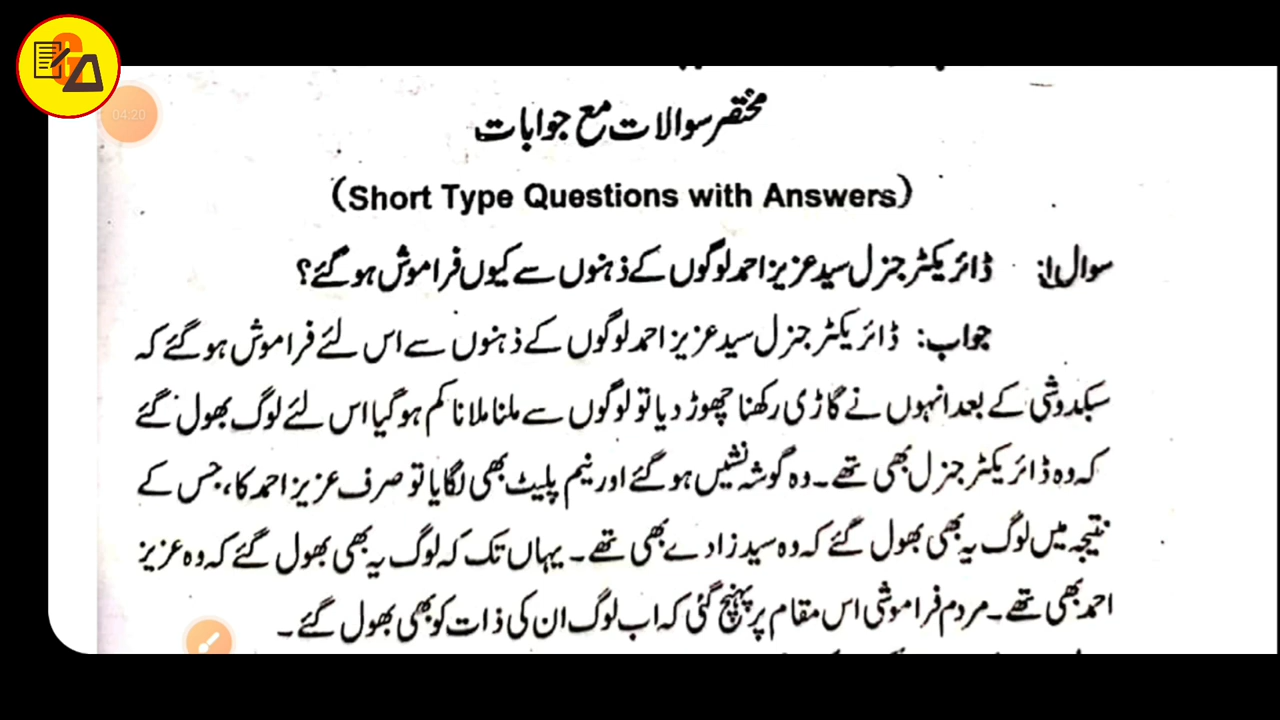 04:20
مختصر سوالات مع جوابات
(Short Type Questions with Answers)
سوال 1: ڈائریکٹر جنرل سید عزیز احمد لوگوں کے ذہنوں سے کیوں فراموش ہو گئے؟
جواب: ڈائریکٹر جنرل سید عزیز احمد لوگوں کے ذہنوں سے اس لئے فراموش ہو گئے کہ
سبکدوشی کے بعد انہوں نے گاڑی رکھنا چھوڑ دیا تو لوگوں سے ملنا ملانا کم ہو گیا اس لئے لوگ بھول گئے
کہ وہ ڈائریکٹر جنرل بھی تھے۔ وہ گوشہ نشیں ہو گئے اور نیم پلیٹ بھی لگایا تو صرف عزیز احمد کا، جس کے
نتیجہ میں لوگ یہ بھی بھول گئے کہ وہ سید زادے بھی تھے۔ یہاں تک کہ لوگ یہ بھی بھول گئے کہ وہ عزیز
احمد بھی تھے۔ مردم فراموشی اس مقام پر پہنچ گئی کہ اب لوگ ان کی ذات کو بھی بھول گئے۔